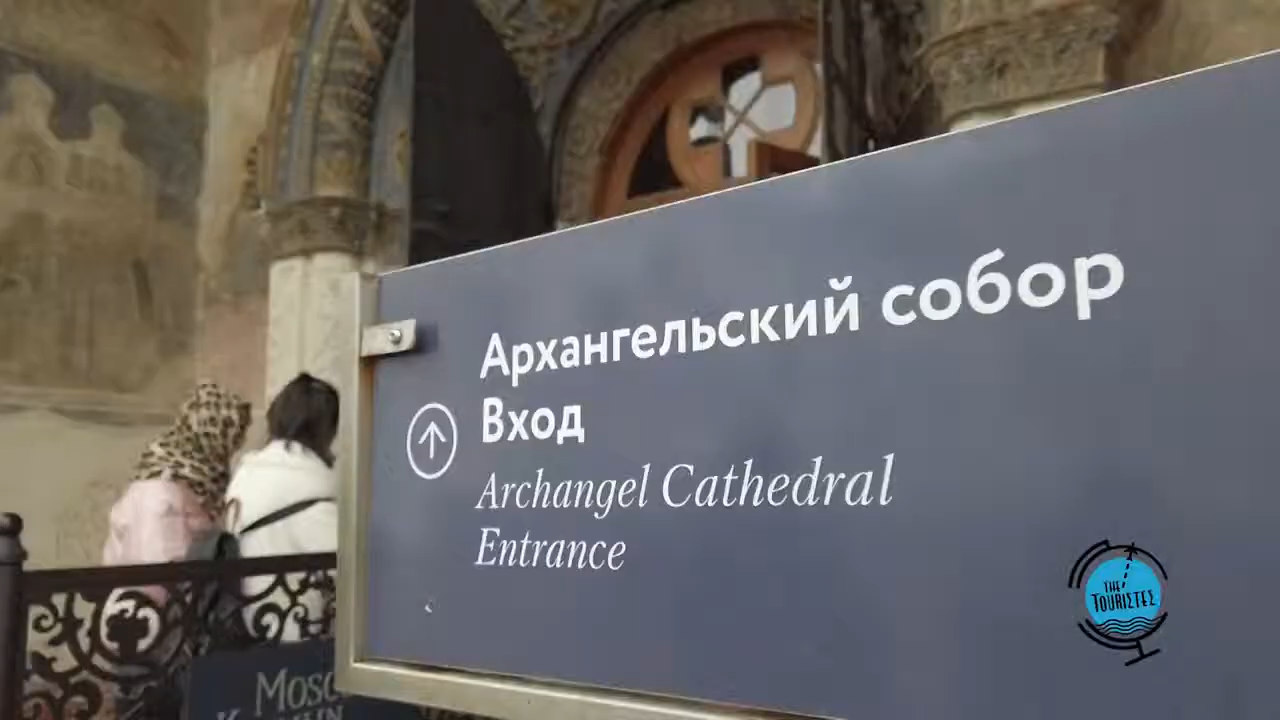 Архангельский собор
Вход
Archangel Cathedral
Entrance
THE
TOURISTES